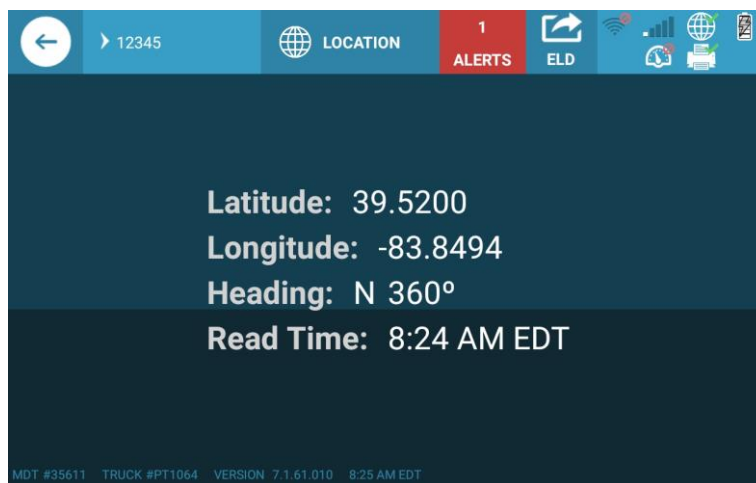 12345
LOCATION
1
ALERTS
ELD
Latitude: 39.5200
Longitude: -83.8494
Heading: N 360º
Read Time: 8:24 AM EDT
MDT #35611 TRUCK #PT1064 VERSION 7.1.61.010 8:25 AM EDT